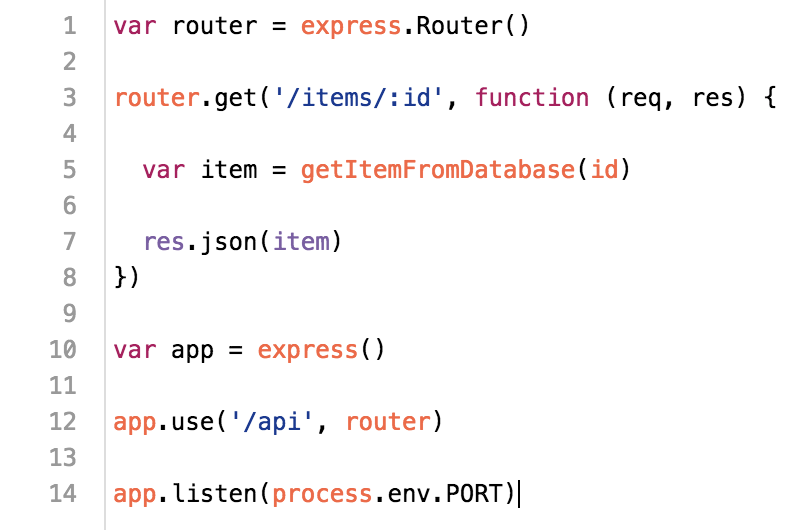 1 var router = express.Router()
2
3 router.get('/items/:id', function (req, res) {
4
5   var item = getItemFromDatabase(id)
6
7   res.json(item)
8 })
9
10 var app = express()
11
12 app.use('/api', router)
13
14 app.listen(process.env.PORT)